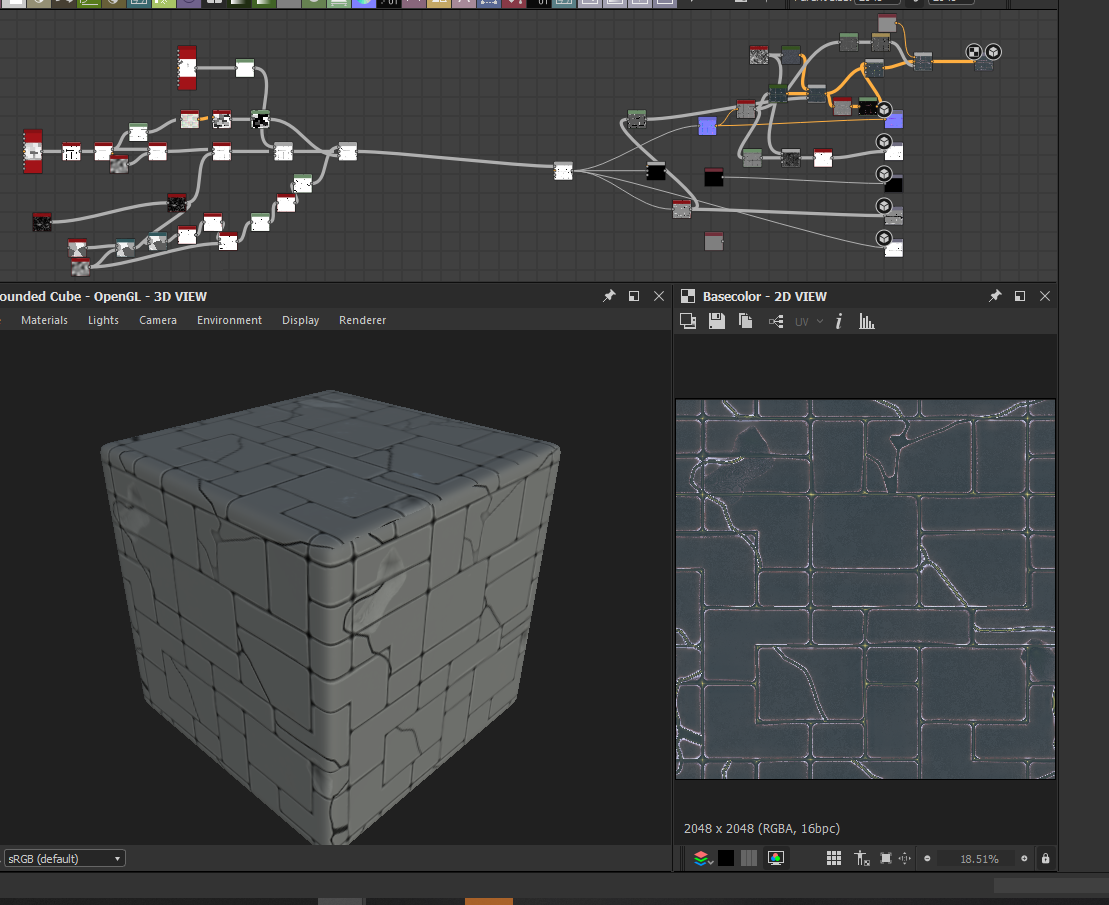 ounded Cube - OpenGL - 3D VIEW
Materials Lights Camera Environment Display Renderer
Basecolor - 2D VIEW
UV
2048 x 2048 (RGBA, 16bpc)
sRGB (default)
18.51%